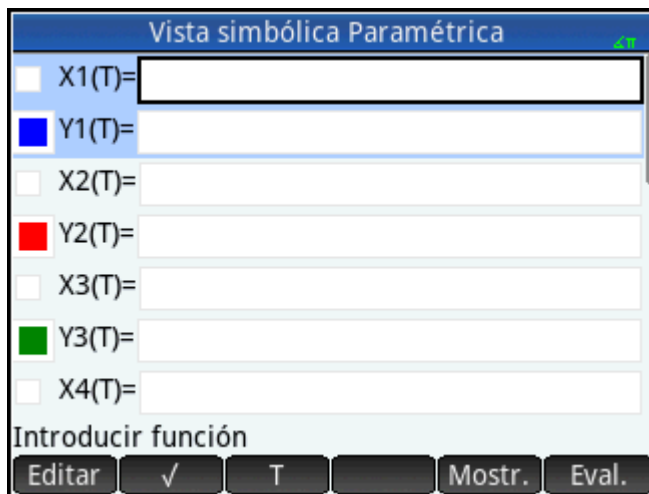 Vista simbólica Paramétrica
∡π
X1(T)=
Y1(T)=
X2(T)=
Y2(T)=
X3(T)=
Y3(T)=
X4(T)=
Introducir función
Editar √ T Mostr. Eval.